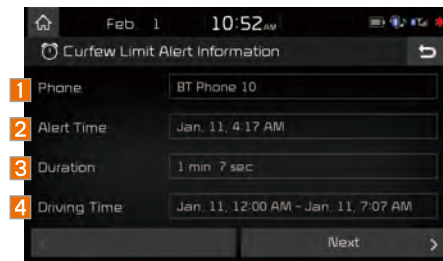 Feb. 1 10:52 AM
Curfew Limit Alert Information
1 Phone BT Phone 10
2 Alert Time Jan. 11, 4:17 AM
3 Duration 1 min 7 sec
4 Driving Time Jan. 11, 12:00 AM - Jan. 11, 7:07 AM
Next